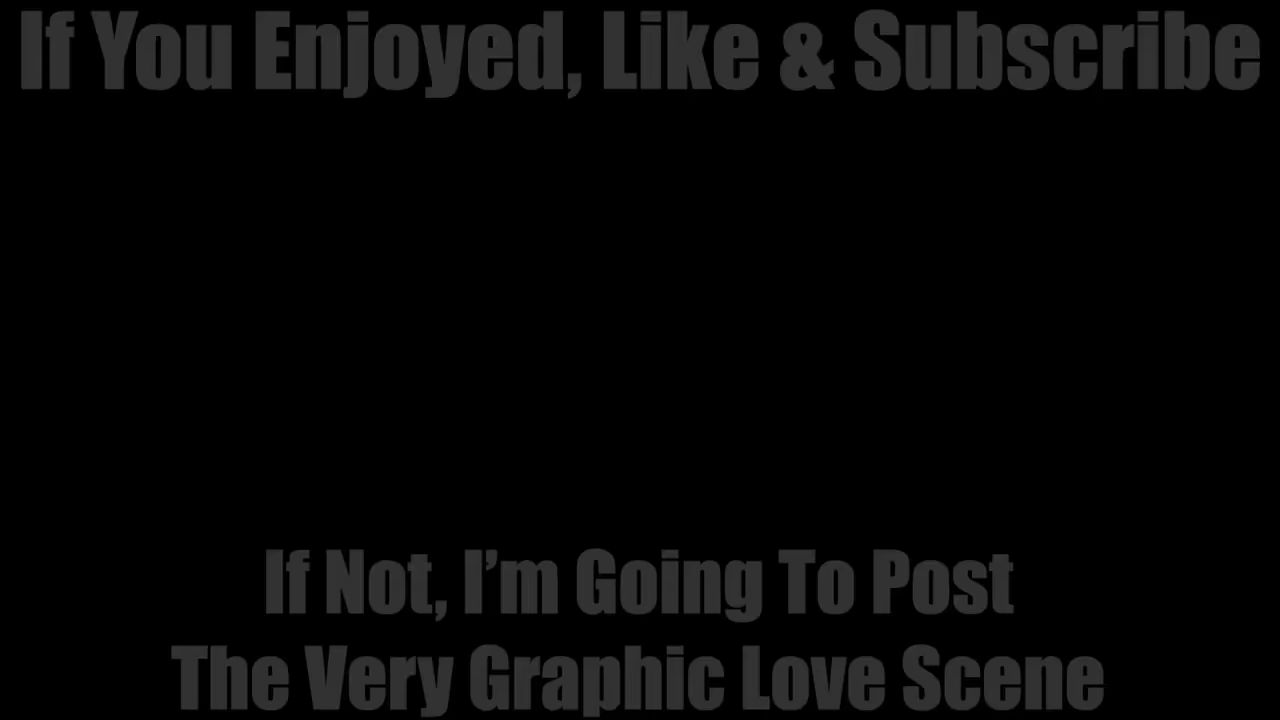 If You Enjoyed, Like & Subscribe
If Not, I’m Going To Post
The Very Graphic Love Scene